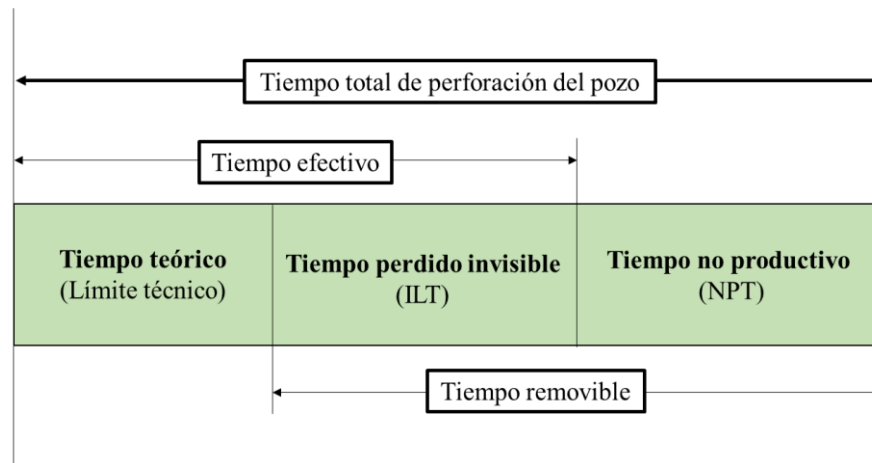 Tiempo total de perforación del pozo
Tiempo efectivo
Tiempo teórico
(Límite técnico)
Tiempo perdido invisible
(ILT)
Tiempo no productivo
(NPT)
Tiempo removible